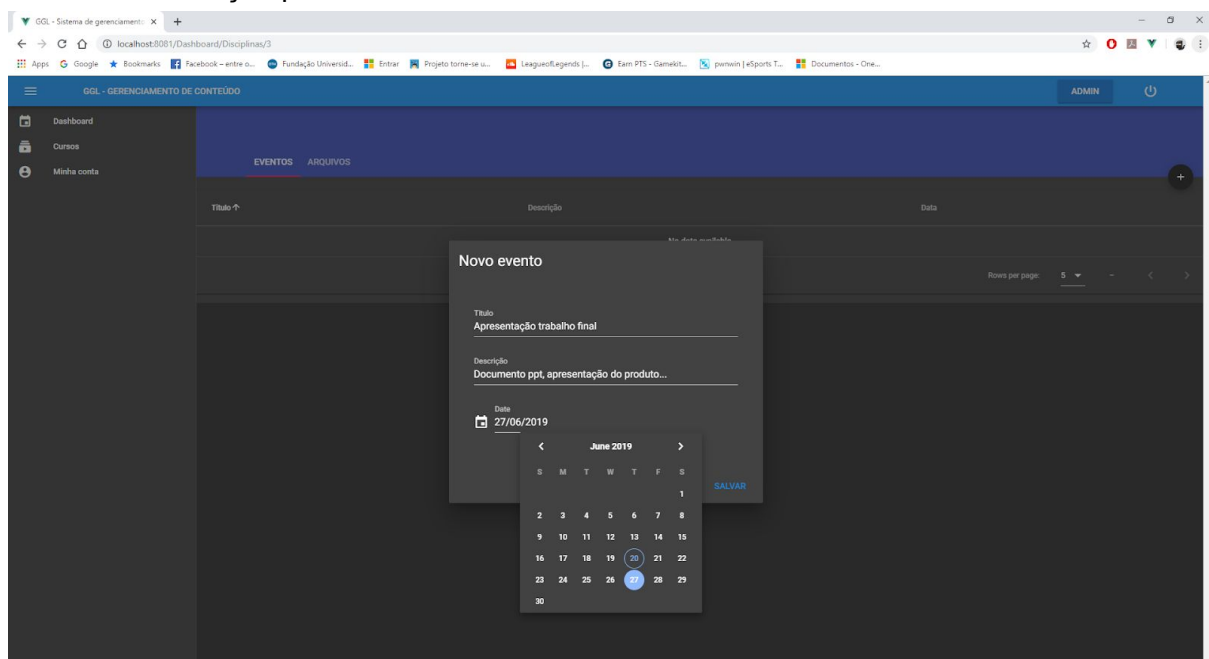 GGL - Sistema de gerenciamento
localhost:8081/Dashboard/Disciplinas/3
Apps Google Bookmarks Facebook – entre o... Fundação Universid... Entrar Projeto torne-se u... LeagueofLegends |... Earn PTS - Gamekit... pwnwin | eSports T... Documentos - One...
GGL - GERENCIAMENTO DE CONTEÚDO ADMIN
Dashboard
Cursos
Minha conta
EVENTOS ARQUIVOS
Título Descrição Data
No data available
Rows per page: 5 -
Novo evento
Título
Apresentação trabalho final
Descrição
Documento ppt, apresentação do produto...
Date
27/06/2019
June 2019
S M T W T F S
1
2 3 4 5 6 7 8
9 10 11 12 13 14 15
16 17 18 19 20 21 22
23 24 25 26 27 28 29
30
SALVAR